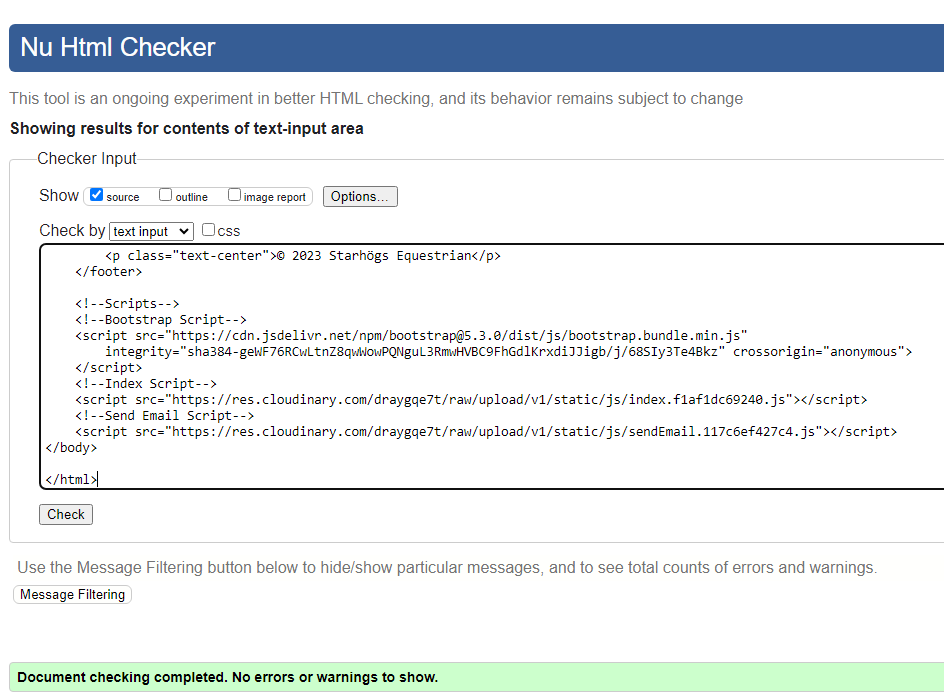 Nu Html Checker
This tool is an ongoing experiment in better HTML checking, and its behavior remains subject to change
Showing results for contents of text-input area
Checker Input
Show source outline image report Options...
Check by text input css
<p class="text-center">© 2023 Starhögs Equestrian</p>
</footer>
<!--Scripts-->
<!--Bootstrap Script-->
<script src="https://cdn.jsdelivr.net/npm/bootstrap@5.3.0/dist/js/bootstrap.bundle.min.js"
integrity="sha384-geWF76RCwLtnZ8qwWowPQNguL3RmwHVBC9FhGdlKrxdiJJigb/j/68SIy3Te4Bkz" crossorigin="anonymous">
</script>
<!--Index Script-->
<script src="https://res.cloudinary.com/draygqe7t/raw/upload/v1/static/js/index.f1af1dc69240.js"></script>
<!--Send Email Script-->
<script src="https://res.cloudinary.com/draygqe7t/raw/upload/v1/static/js/sendEmail.117c6ef427c4.js"></script>
</body>
</html>
Check
Use the Message Filtering button below to hide/show particular messages, and to see total counts of errors and warnings.
Message Filtering
Document checking completed. No errors or warnings to show.